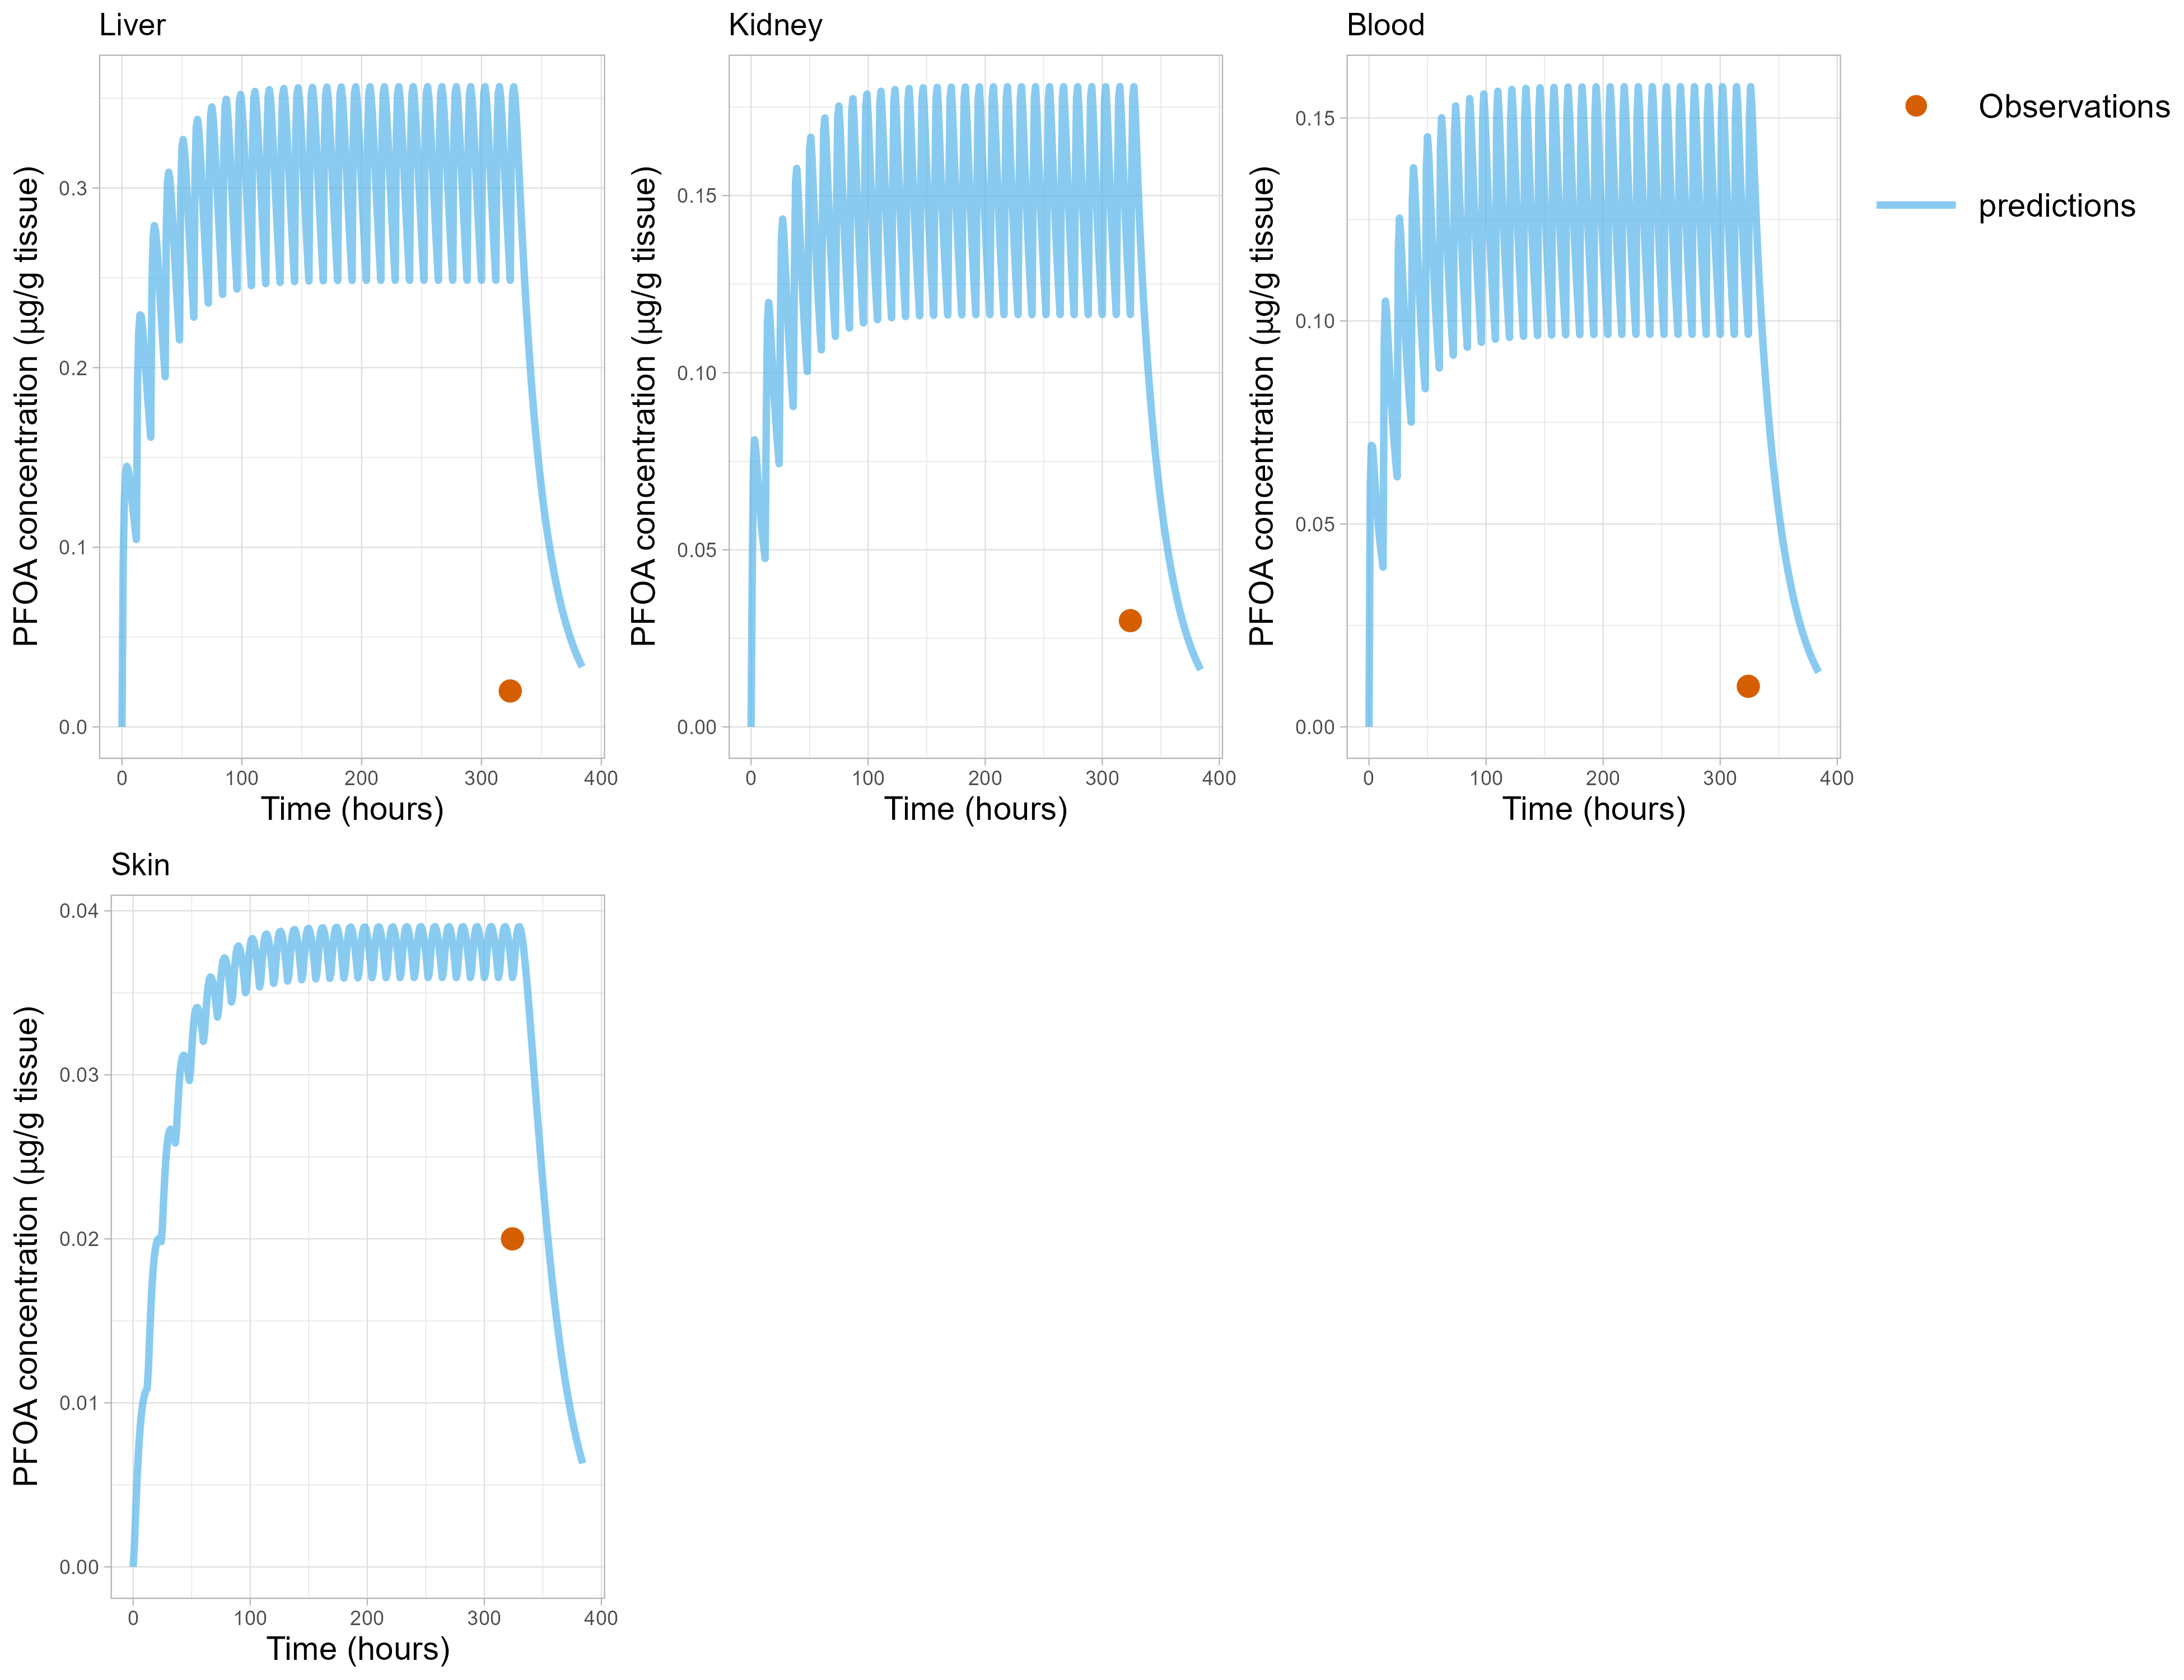 Liver
PFOA concentration (µg/g tissue)
0.3
0.2
0.1
0.0
0 100 200 300 400
Time (hours)
Kidney
PFOA concentration (µg/g tissue)
0.15
0.10
0.05
0.00
0 100 200 300 400
Time (hours)
Blood
PFOA concentration (µg/g tissue)
0.15
0.10
0.05
0.00
0 100 200 300 400
Time (hours)
Observations
predictions
Skin
PFOA concentration (µg/g tissue)
0.04
0.03
0.02
0.01
0.00
0 100 200 300 400
Time (hours)